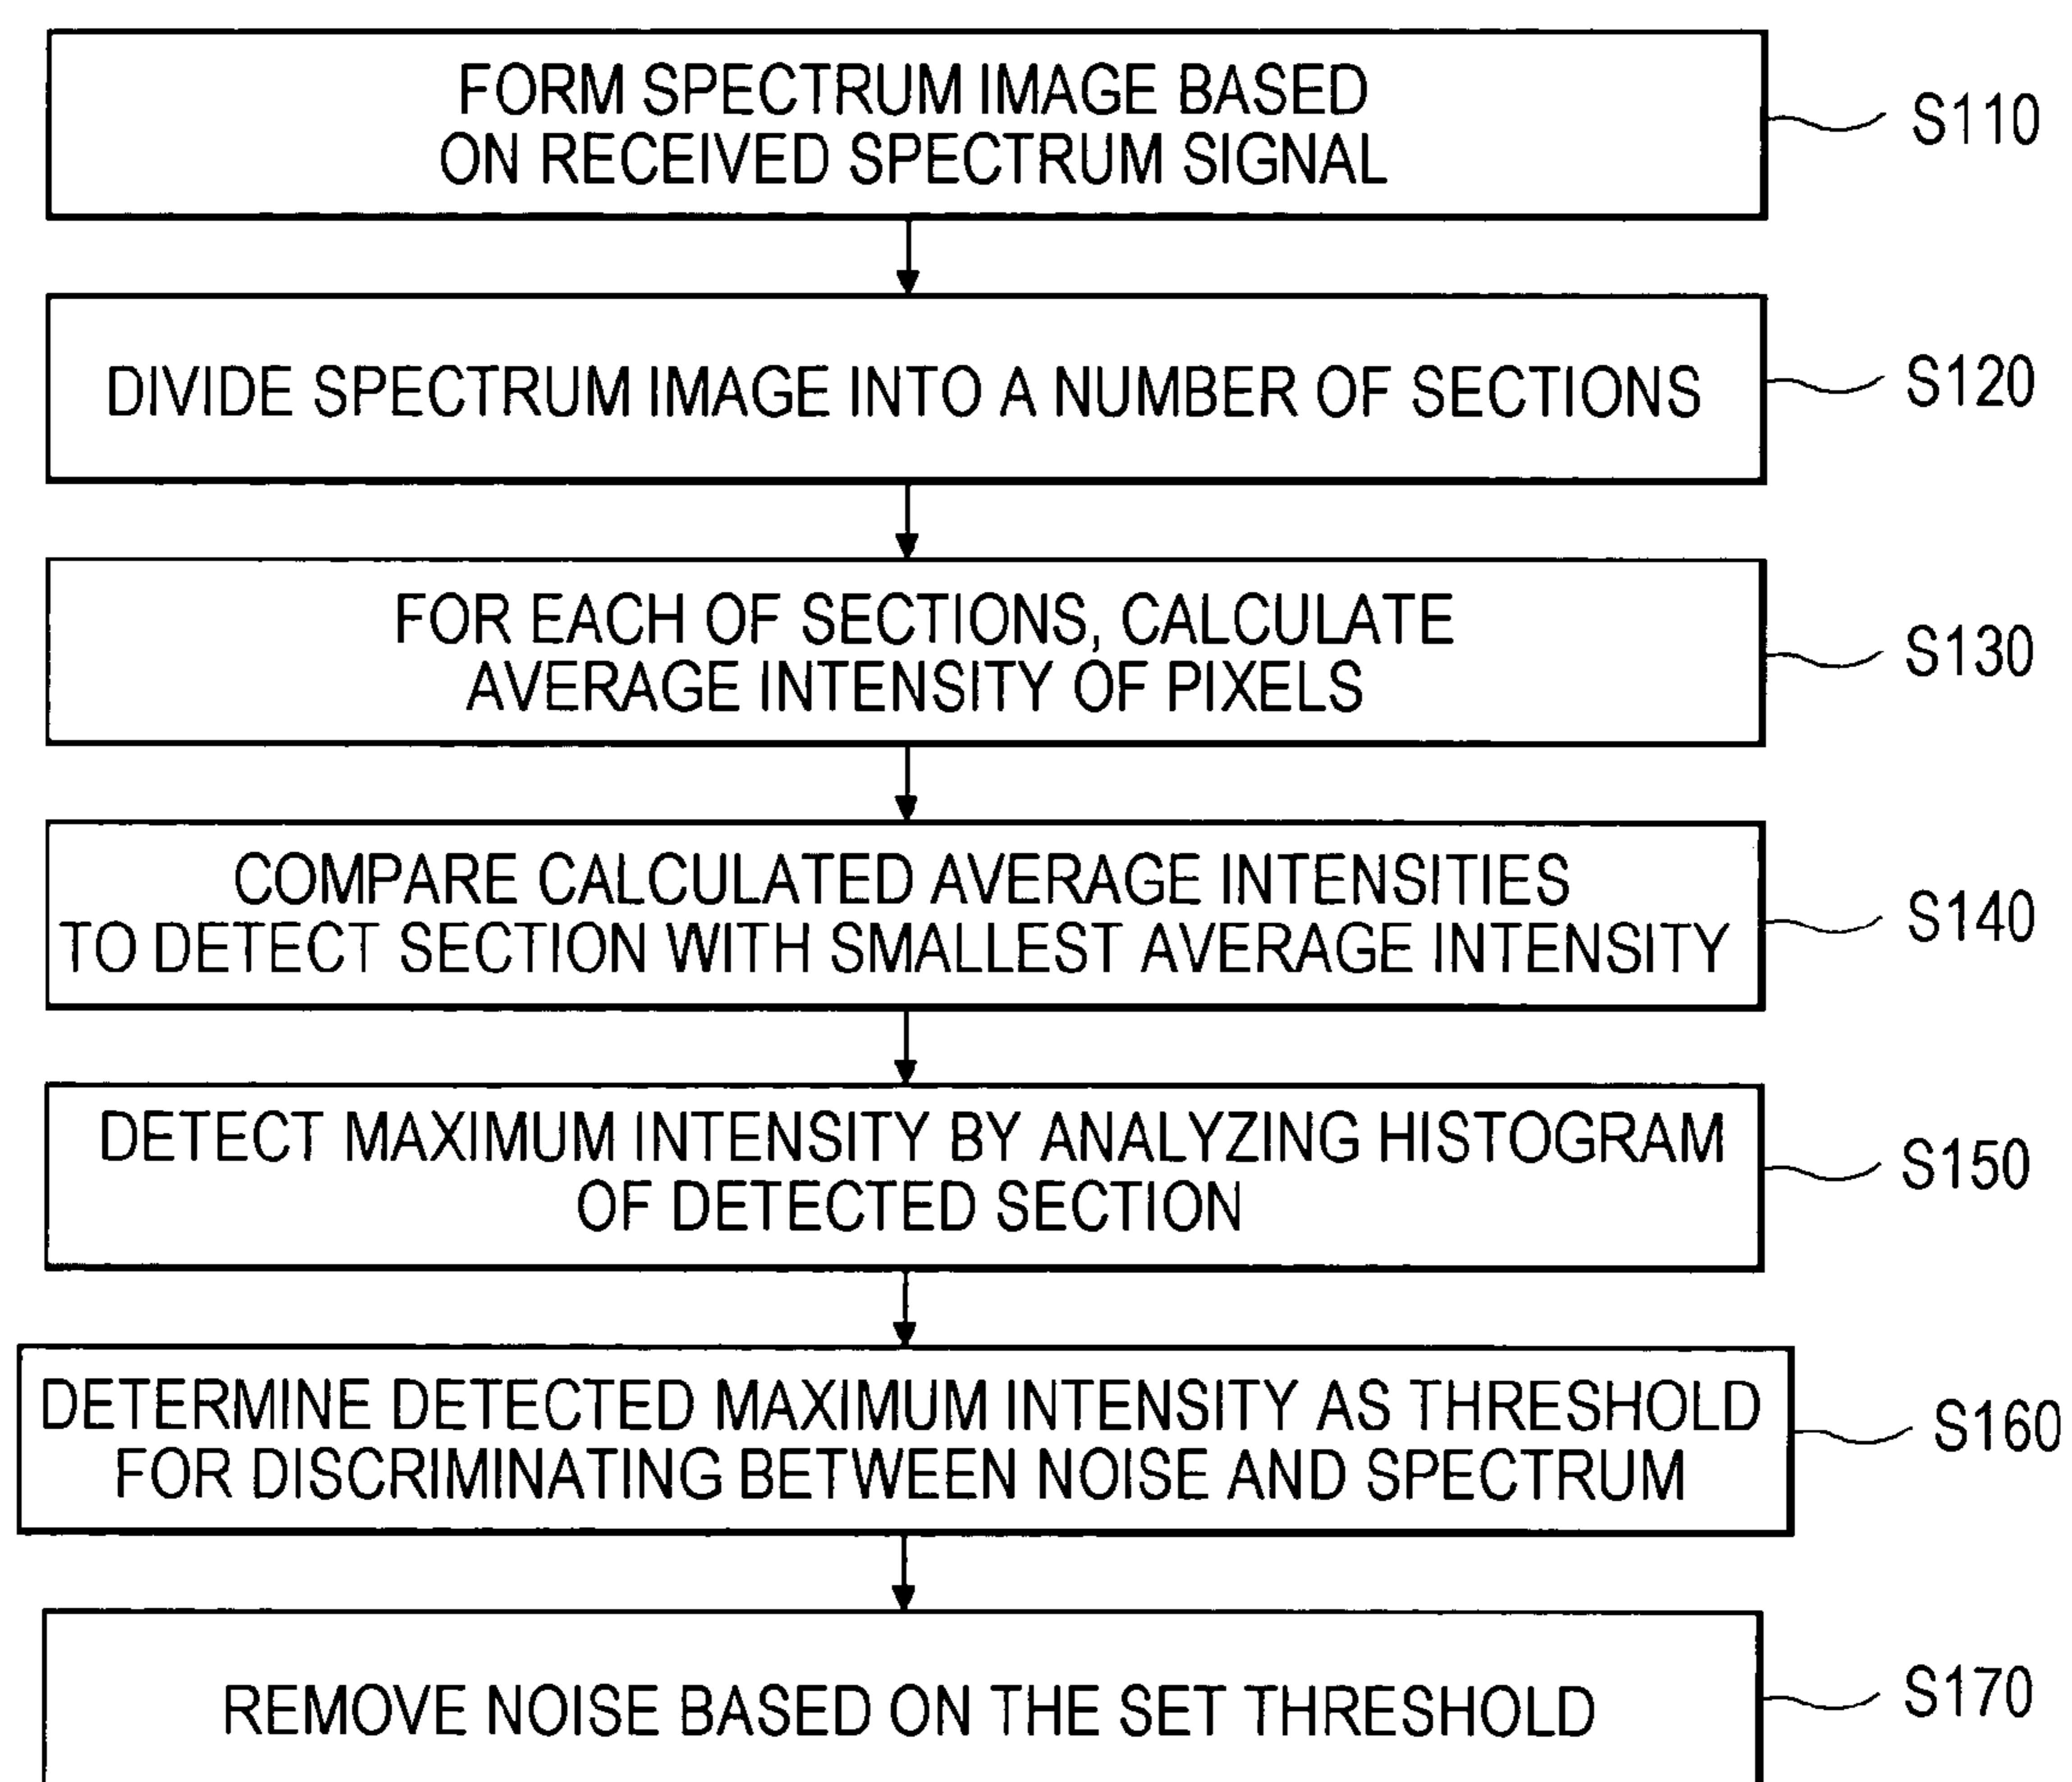 FORM SPECTRUM IMAGE BASED
ON RECEIVED SPECTRUM SIGNAL
S110
DIVIDE SPECTRUM IMAGE INTO A NUMBER OF SECTIONS
S120
FOR EACH OF SECTIONS, CALCULATE
AVERAGE INTENSITY OF PIXELS
S130
COMPARE CALCULATED AVERAGE INTENSITIES
TO DETECT SECTION WITH SMALLEST AVERAGE INTENSITY
S140
DETECT MAXIMUM INTENSITY BY ANALYZING HISTOGRAM
OF DETECTED SECTION
S150
DETERMINE DETECTED MAXIMUM INTENSITY AS THRESHOLD
FOR DISCRIMINATING BETWEEN NOISE AND SPECTRUM
S160
REMOVE NOISE BASED ON THE SET THRESHOLD
S170